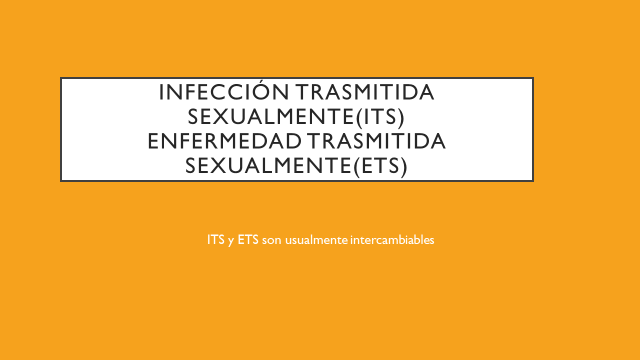 INFECCIÓN TRASMITIDA
SEXUALMENTE(ITS)
ENFERMEDAD TRASMITIDA
SEXUALMENTE(ETS)
ITS y ETS son usualmente intercambiables